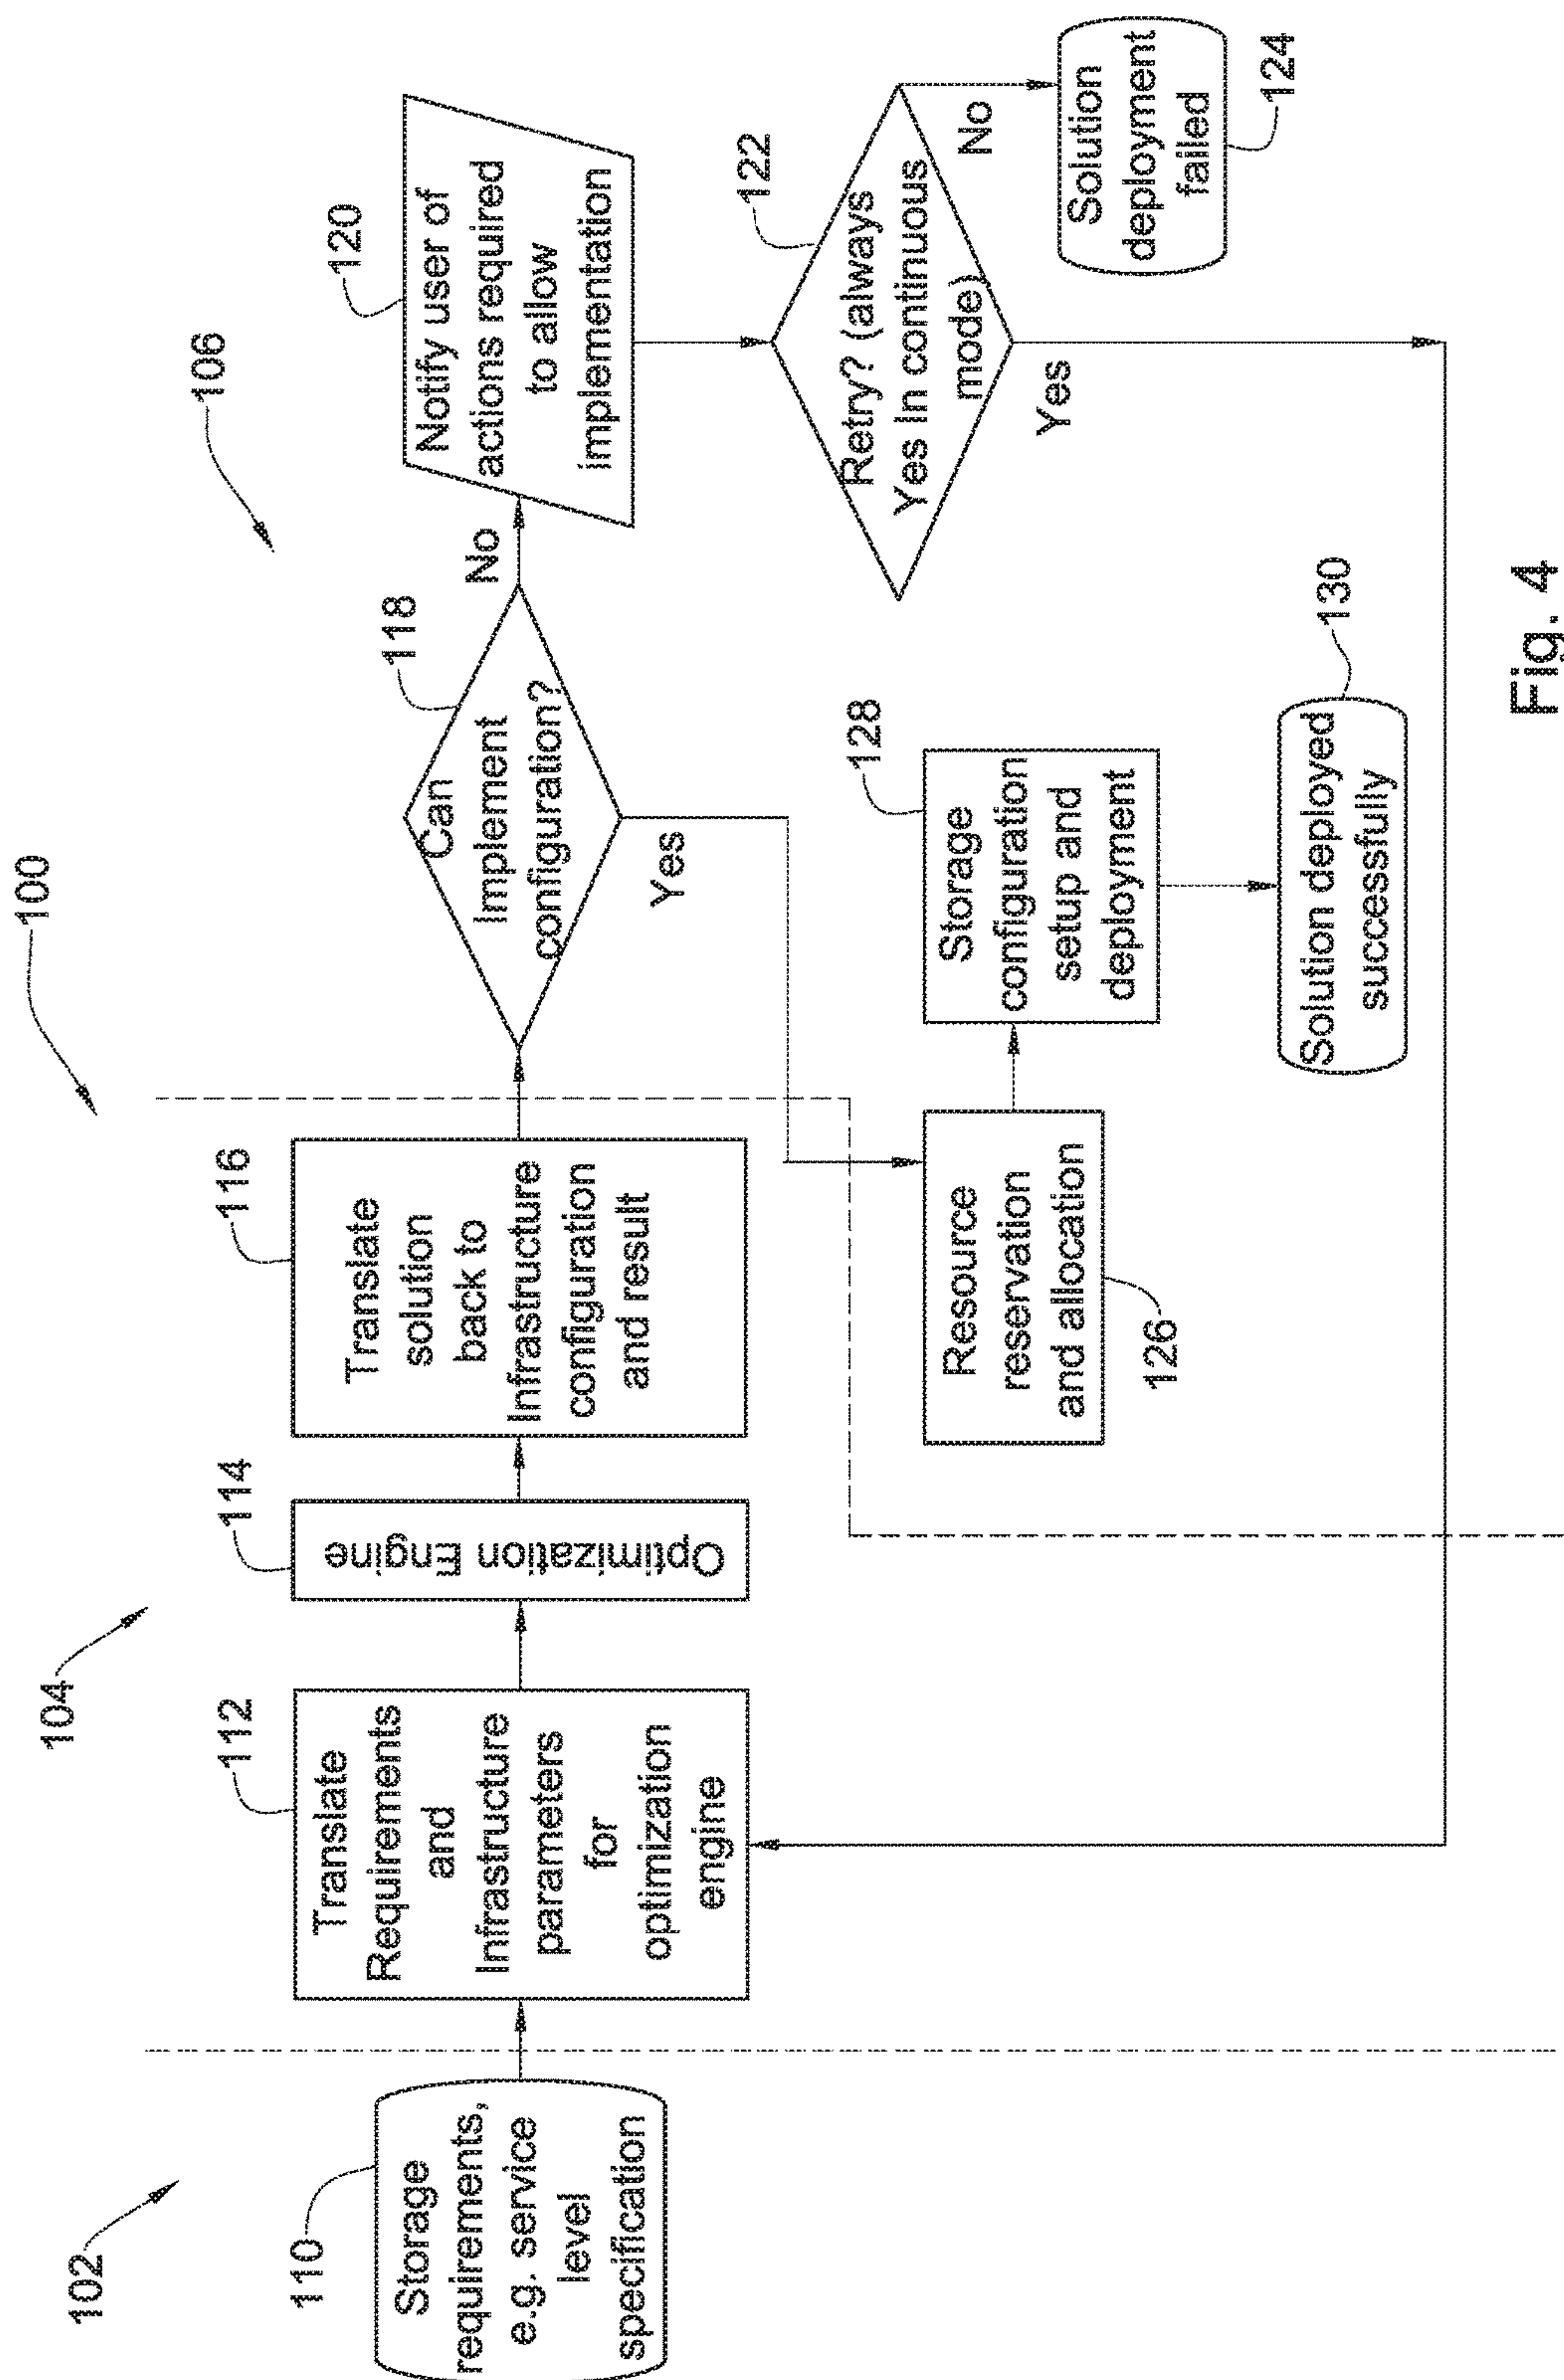 100
102
104
106
110
Storage
requirements,
e.g. service
level
specification
112
Translate
Requirements
and
Infrastructure
parameters
for
optimization
engine
114
Optimization Engine
116
Translate
solution
back to
Infrastructure
configuration
and result
118
Can
Implement
configuration?
No
Yes
120
Notify user of
actions required
to allow
implementation
122
Retry? (always
Yes In continuous
mode)
No
Yes
Solution
deployment
failed
124
Resource
reservation
and allocation
126
128
Storage
configuration
setup and
deployment
Solution deployed
successfully
130
Fig. 4